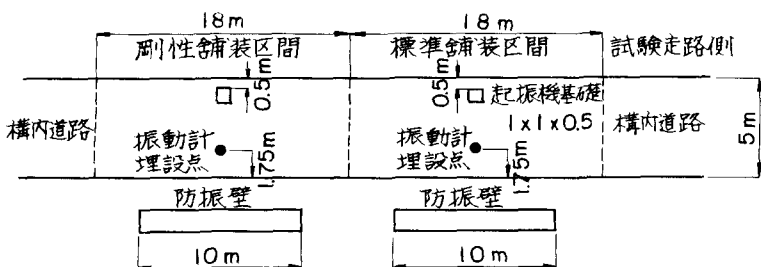 18m
18m
剛性舗装区間
標準舗装区間
試験走路側
0.5m
0.5m
起振機基礎
1x1x0.5
構内道路
構内道路
5m
振動計
埋設点
振動計
埋設点
1.75m
1.75m
防振壁
防振壁
10m
10m